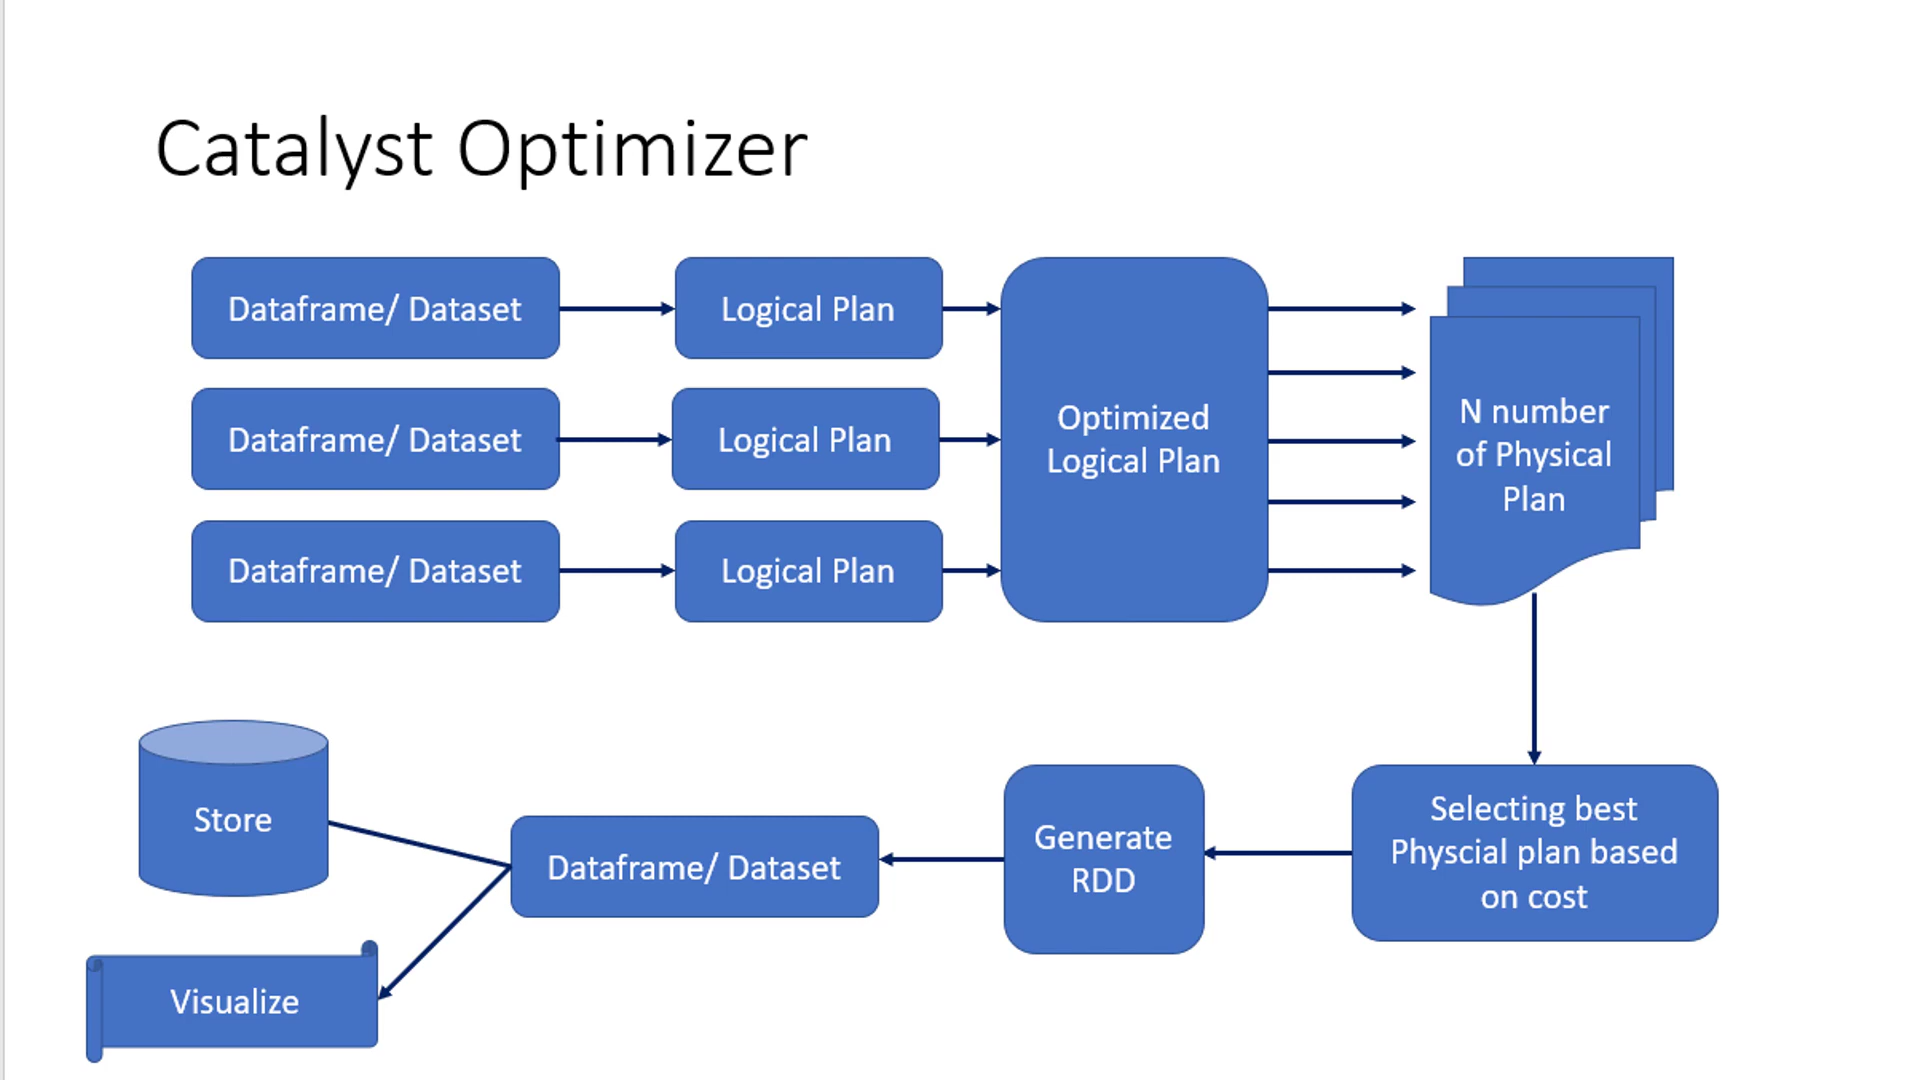 Catalyst Optimizer
Dataframe/ Dataset
Logical Plan
Dataframe/ Dataset
Logical Plan
Dataframe/ Dataset
Logical Plan
Optimized
Logical Plan
N number
of Physical
Plan
Selecting best
Physcial plan based
on cost
Generate
RDD
Dataframe/ Dataset
Store
Visualize